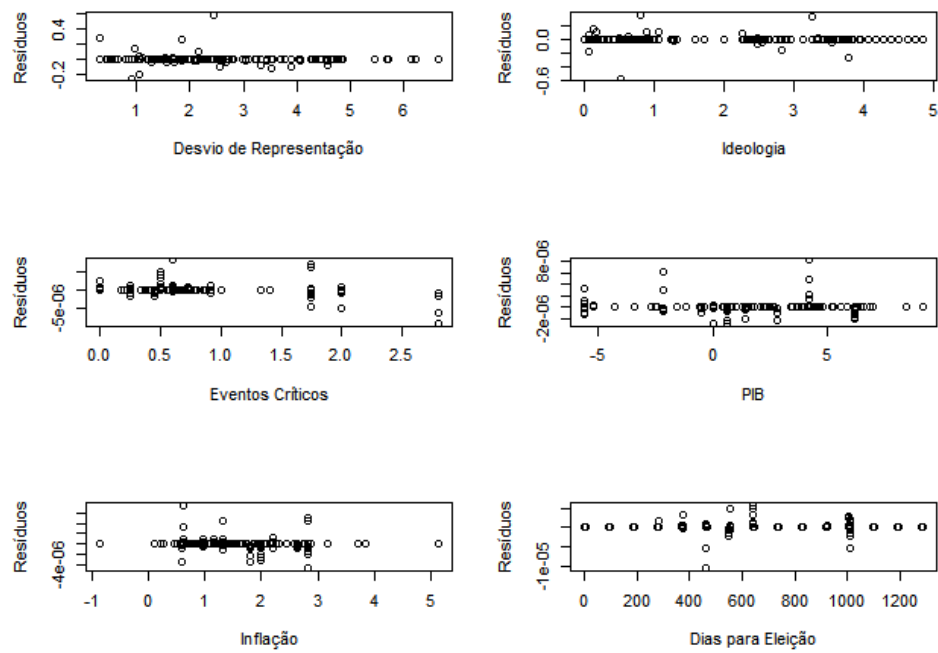 Resíduos
-0.2 0.4
1 2 3 4 5 6
Desvio de Representação
Resíduos
-0.6 0.0
0 1 2 3 4 5
Ideologia
Resíduos
-5e-06
0.0 0.5 1.0 1.5 2.0 2.5
Eventos Críticos
Resíduos
-2e-06 8e-06
-5 0 5
PIB
Resíduos
-4e-06
-1 0 1 2 3 4 5
Inflação
Resíduos
-1e-05
0 200 400 600 800 1000 1200
Dias para Eleição